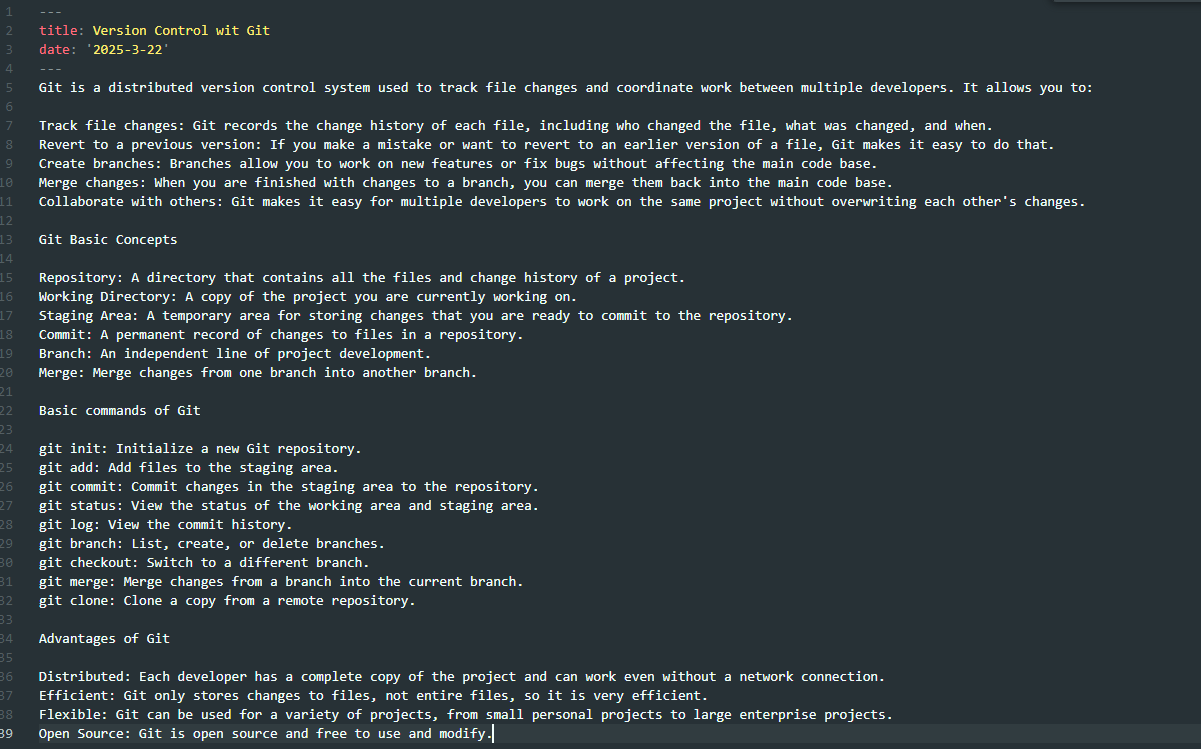 1 ---
2 title: Version Control wit Git
3 date: '2025-3-22'
4 ---
5 Git is a distributed version control system used to track file changes and coordinate work between multiple developers. It allows you to:
6
7 Track file changes: Git records the change history of each file, including who changed the file, what was changed, and when.
8 Revert to a previous version: If you make a mistake or want to revert to an earlier version of a file, Git makes it easy to do that.
9 Create branches: Branches allow you to work on new features or fix bugs without affecting the main code base.
10 Merge changes: When you are finished with changes to a branch, you can merge them back into the main code base.
11 Collaborate with others: Git makes it easy for multiple developers to work on the same project without overwriting each other's changes.
12
13 Git Basic Concepts
14
15 Repository: A directory that contains all the files and change history of a project.
16 Working Directory: A copy of the project you are currently working on.
17 Staging Area: A temporary area for storing changes that you are ready to commit to the repository.
18 Commit: A permanent record of changes to files in a repository.
19 Branch: An independent line of project development.
20 Merge: Merge changes from one branch into another branch.
21
22 Basic commands of Git
23
24 git init: Initialize a new Git repository.
25 git add: Add files to the staging area.
26 git commit: Commit changes in the staging area to the repository.
27 git status: View the status of the working area and staging area.
28 git log: View the commit history.
29 git branch: List, create, or delete branches.
30 git checkout: Switch to a different branch.
31 git merge: Merge changes from a branch into the current branch.
32 git clone: Clone a copy from a remote repository.
33
34 Advantages of Git
35
36 Distributed: Each developer has a complete copy of the project and can work even without a network connection.
37 Efficient: Git only stores changes to files, not entire files, so it is very efficient.
38 Flexible: Git can be used for a variety of projects, from small personal projects to large enterprise projects.
39 Open Source: Git is open source and free to use and modify.